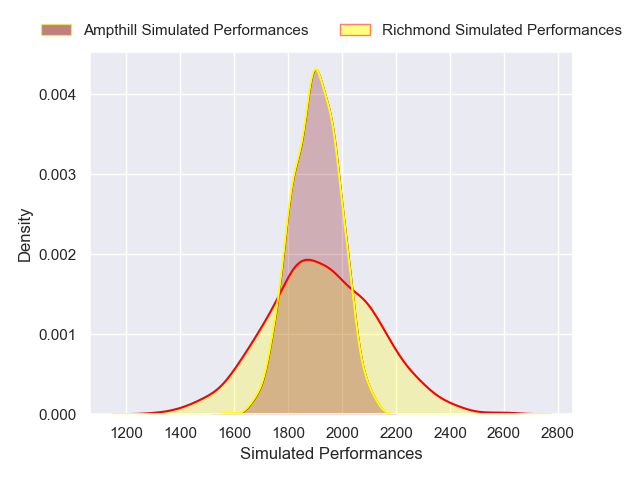 Ampthill Simulated Performances Richmond Simulated Performances
0.004
0.003
0.002
0.001
0.000
Density
1200 1400 1600 1800 2000 2200 2400 2600 2800
Simulated Performances